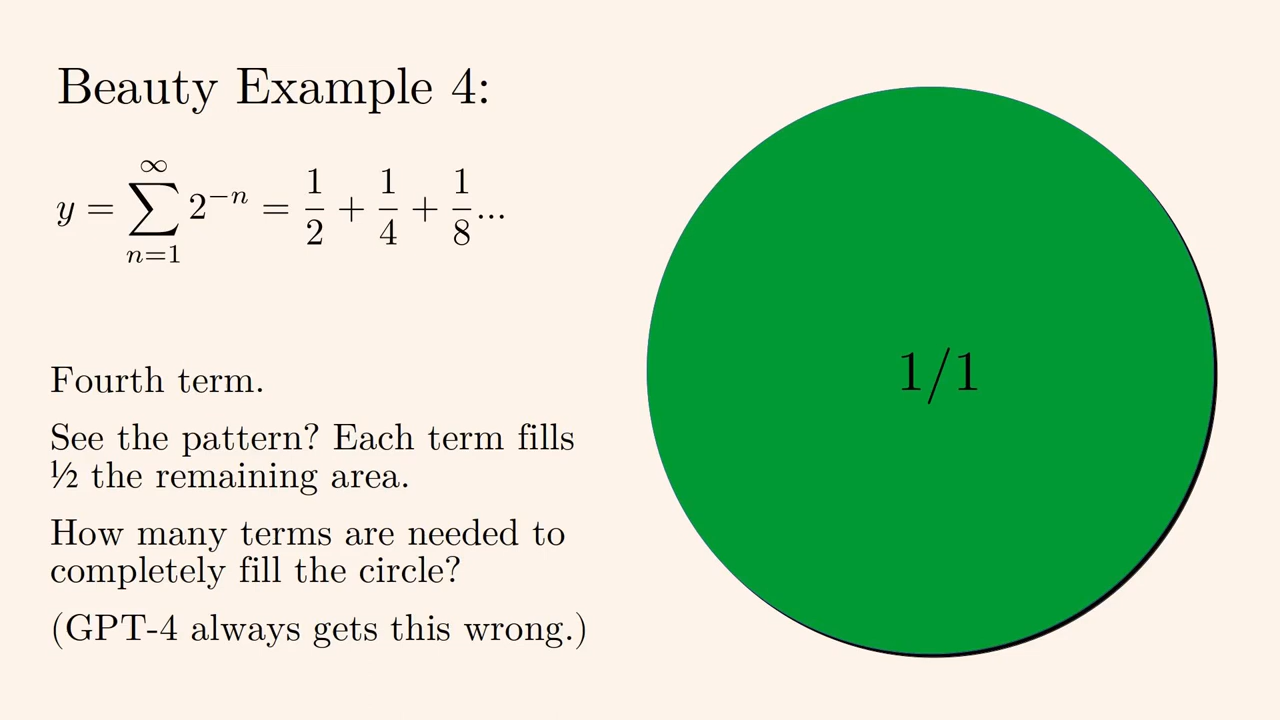 Beauty Example 4:
y = ∑_{n=1}^{∞} 2^{−n} = 1/2 + 1/4 + 1/8...
Fourth term.
See the pattern? Each term fills
½ the remaining area.
How many terms are needed to
completely fill the circle?
(GPT-4 always gets this wrong.)
1/1